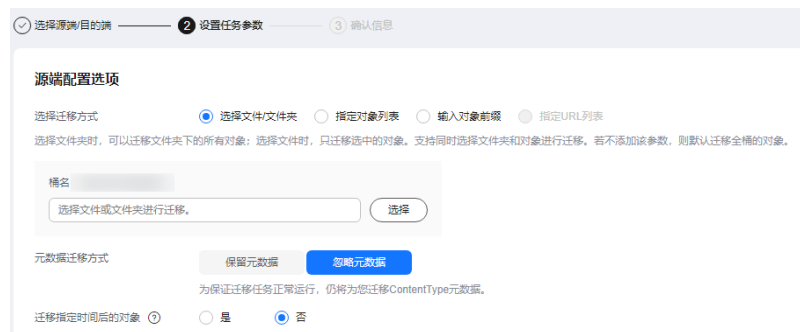 选择源端/目的端 2 设置任务参数 3 确认信息
源端配置选项
选择迁移方式 选择文件/文件夹 指定对象列表 输入对象前缀 指定URL列表
选择文件夹时，可以迁移文件夹下的所有对象；选择文件时，只迁移选中的对象。支持同时选择文件夹和对象进行迁移。若不添加该参数，则默认迁移全桶的对象。
桶名
选择文件或文件夹进行迁移。 选择
元数据迁移方式 保留元数据 忽略元数据
为保证迁移任务正常运行，仍将为您迁移ContentType元数据。
迁移指定时间后的对象 ? 是 否